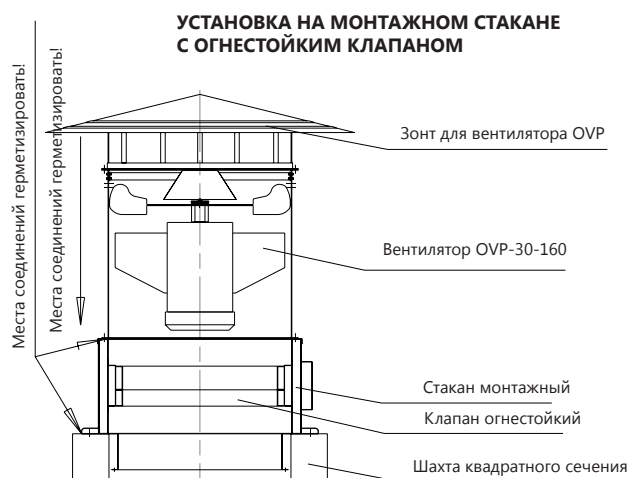 УСТАНОВКА НА МОНТАЖНОМ СТАКАНЕ
С ОГНЕСТОЙКИМ КЛАПАНОМ
Места соединений герметизировать!
Места соединений герметизировать!
Зонт для вентилятора OVP
Вентилятор OVP-30-160
Стакан монтажный
Клапан огнестойкий
Шахта квадратного сечения